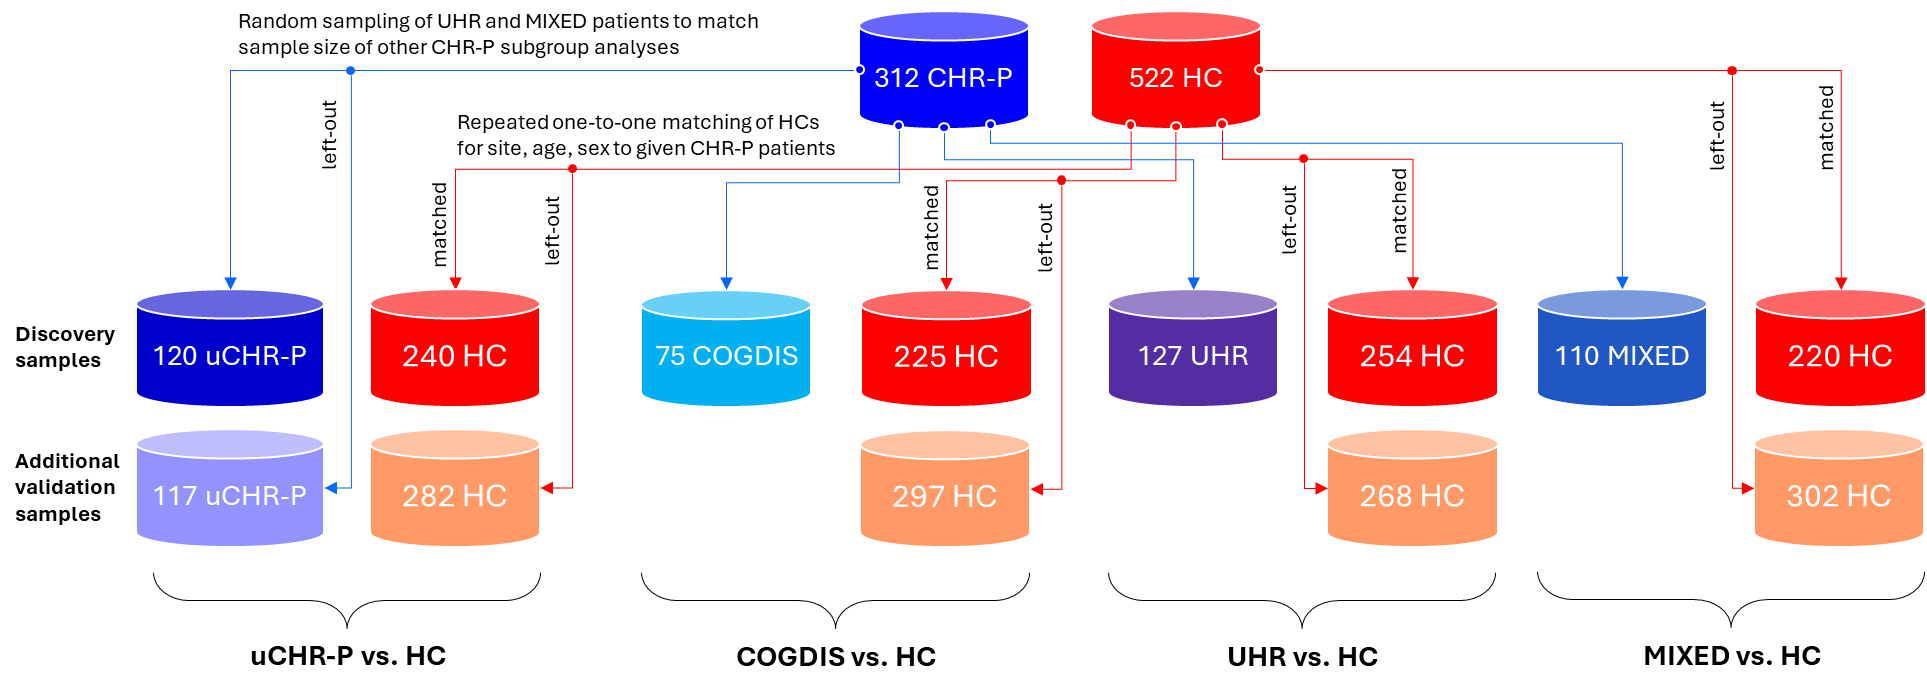 Random sampling of UHR and MIXED patients to match
sample size of other CHR-P subgroup analyses
312 CHR-P
522 HC
Repeated one-to-one matching of HCs
for site, age, sex to given CHR-P patients
left-out
matched
left-out
matched
left-out
left-out
matched
left-out
matched
Discovery
samples
120 uCHR-P
240 HC
75 COGDIS
225 HC
127 UHR
254 HC
110 MIXED
220 HC
Additional
validation
samples
117 uCHR-P
282 HC
297 HC
268 HC
302 HC
uCHR-P vs. HC
COGDIS vs. HC
UHR vs. HC
MIXED vs. HC